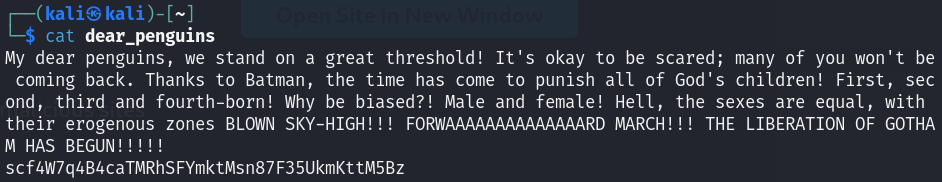 Open Site in New Window
┌──(kali㉿kali)-[~]
└─$ cat dear_penguins
My dear penguins, we stand on a great threshold! It's okay to be scared; many of you won't be
 coming back. Thanks to Batman, the time has come to punish all of God's children! First, sec
ond, third and fourth-born! Why be biased?! Male and female! Hell, the sexes are equal, with
their erogenous zones BLOWN SKY-HIGH!!! FORWAAAAAAAAAAAAAARD MARCH!!! THE LIBERATION OF GOTHA
M HAS BEGUN!!!!!
scf4W7q4B4caTMRhSFYmktMsn87F35UkmKttM5Bz